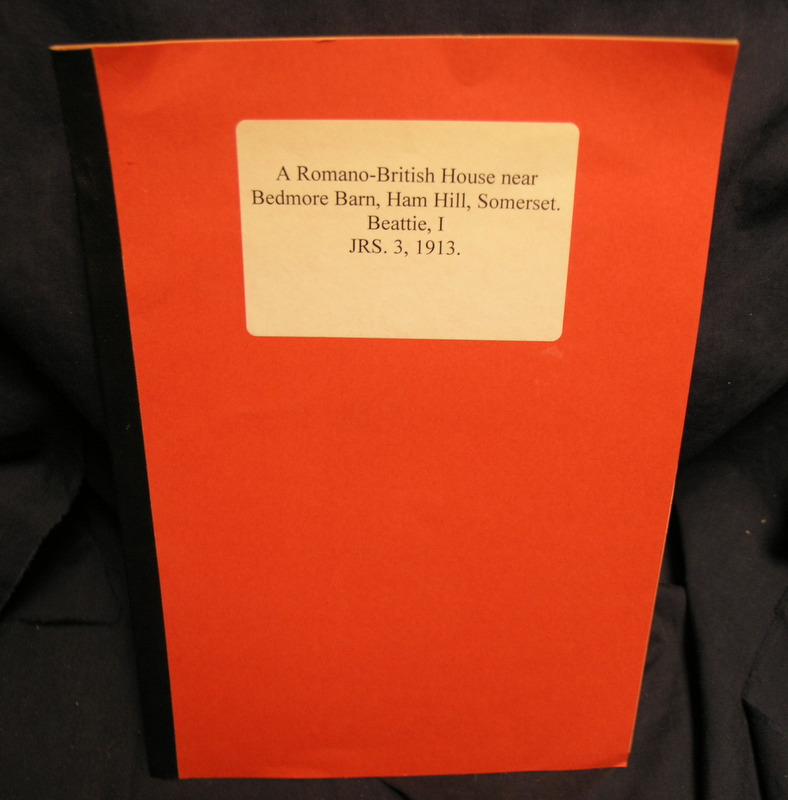 A Romano-British House near
Bedmore Barn, Ham Hill, Somerset.
Beattie, I
JRS. 3, 1913.